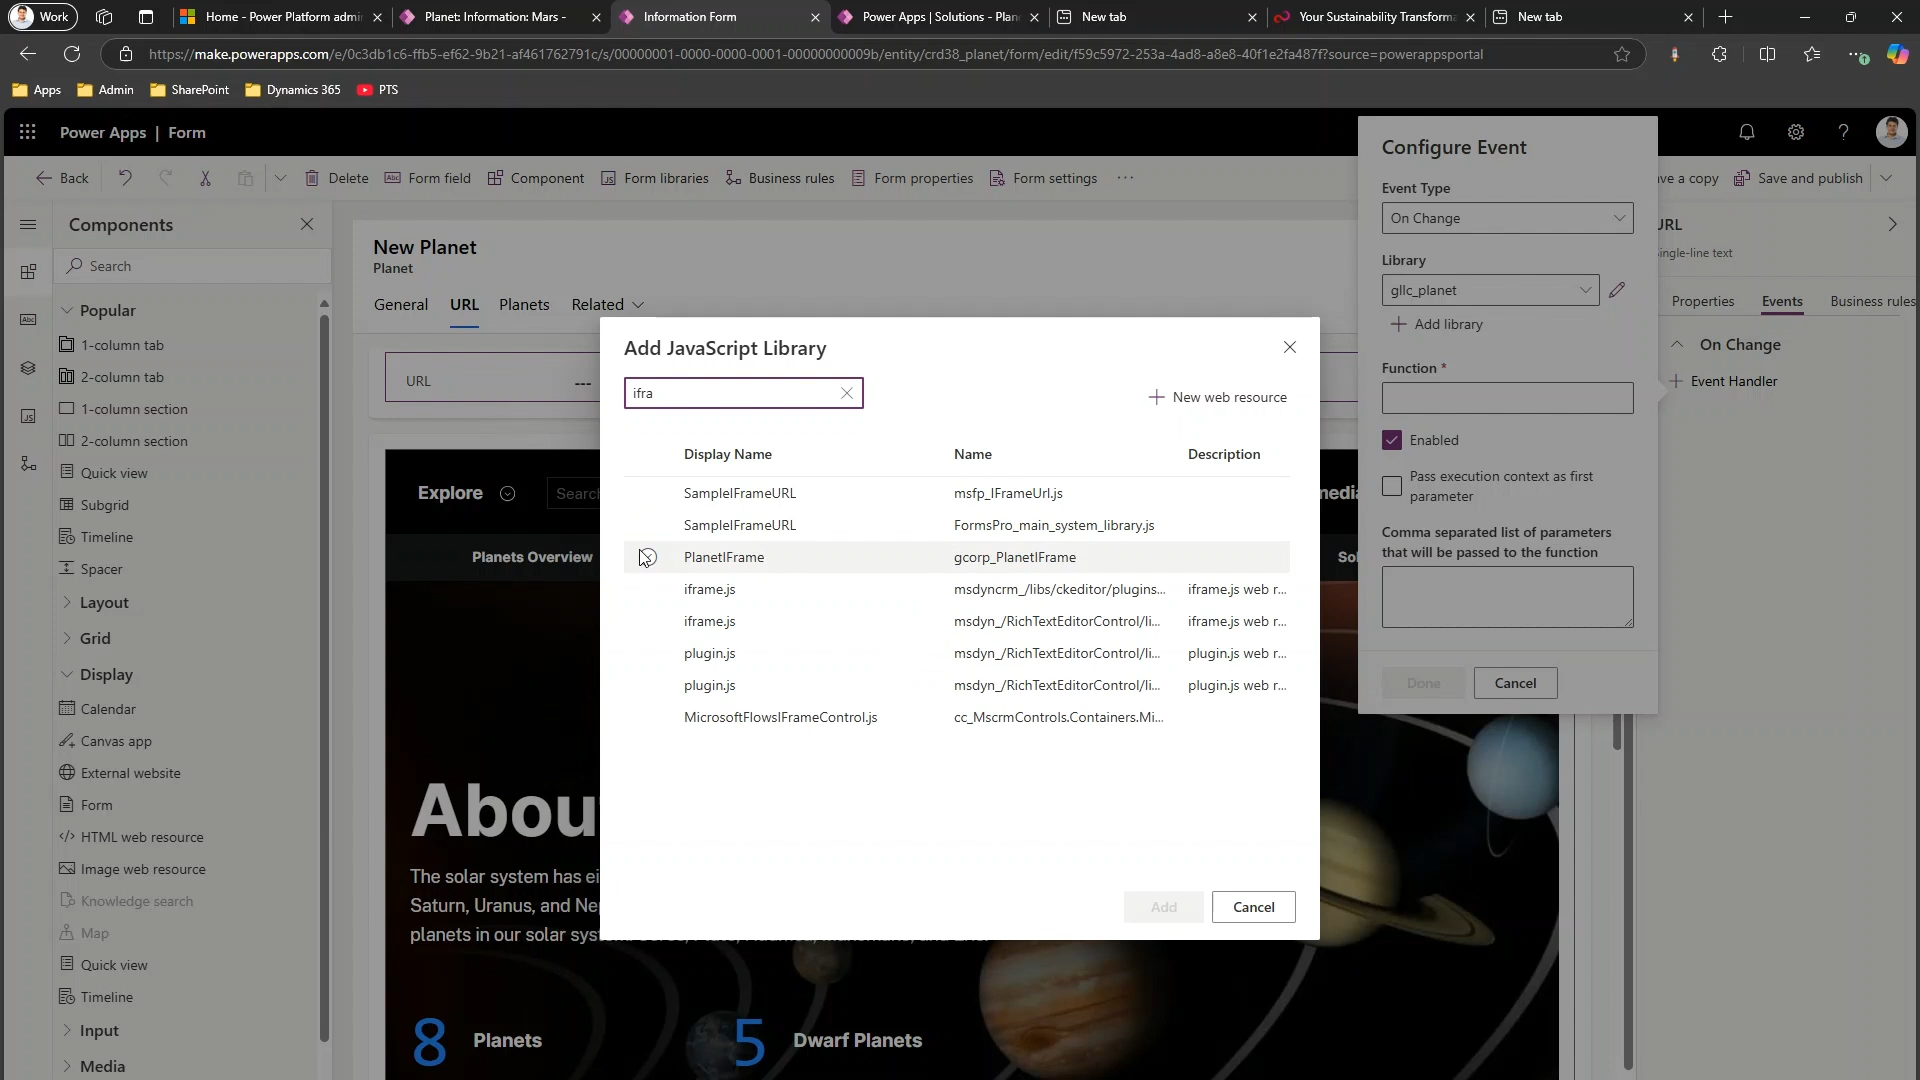 Work
Home - Power Platform admin
Planet: Information: Mars -
Information Form
Power Apps | Solutions - Plan
New tab
Your Sustainability Transforma
New tab
https://make.powerapps.com/e/0c3db1c6-ffb5-ef62-9b21-af461762791c/s/00000001-0000-0000-0001-00000000009b/entity/crd38_planet/form/edit/f59c5972-253a-4ad8-a8e8-40f1e2fa487f?source=powerappsportal
Apps
Admin
SharePoint
Dynamics 365
PTS
Power Apps | Form
Back
Delete
Form field
Component
Form libraries
Business rules
Form properties
Form settings
ve a copy
Save and publish
Components
Search
Popular
1-column tab
2-column tab
1-column section
2-column section
Quick view
Subgrid
Timeline
Spacer
Layout
Grid
Display
Calendar
Canvas app
External website
Form
HTML web resource
Image web resource
Knowledge search
Map
Quick view
Timeline
Input
Media
New Planet
Planet
General
URL
Planets
Related
URL
---
Explore
Search
media
Planets Overview
So
About
The solar system has ei
Saturn, Uranus, and Nep
planets in our solar sys
8 Planets
5 Dwarf Planets
Add JavaScript Library
ifra
New web resource
Display Name Name Description
SampleIFrameURL msfp_IFrameUrl.js
SampleIFrameURL FormsPro_main_system_library.js
PlanetIFrame gcorp_PlanetIFrame
iframe.js msdyncrm_/libs/ckeditor/plugins... iframe.js web r...
iframe.js msdyn_/RichTextEditorControl/li... iframe.js web r...
plugin.js msdyn_/RichTextEditorControl/li... plugin.js web r...
plugin.js msdyn_/RichTextEditorControl/li... plugin.js web r...
MicrosoftFlowsIFrameControl.js cc_MscrmControls.Containers.Mi...
Add
Cancel
Configure Event
Event Type
On Change
Library
gllc_planet
Add library
Function *
Enabled
Pass execution context as first
parameter
Comma separated list of parameters
that will be passed to the function
Done
Cancel
URL
ingle-line text
Properties
Events
Business rules
On Change
Event Handler